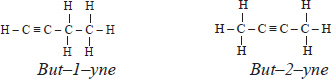 H H
H – C ≡ C – C – C – H
H H
But–1–yne
H H
H – C – C ≡ C – C – H
H H
But–2–yne